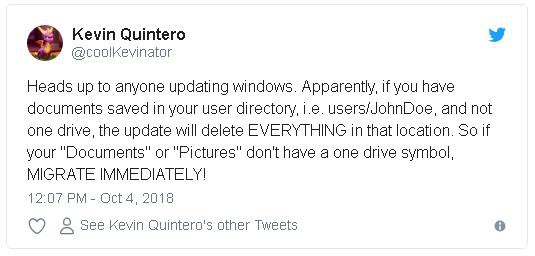 Kevin Quintero
@coolKevinator
Heads up to anyone updating windows. Apparently, if you have
documents saved in your user directory, i.e. users/JohnDoe, and not
one drive, the update will delete EVERYTHING in that location. So if
your "Documents" or "Pictures" don't have a one drive symbol,
MIGRATE IMMEDIATELY!
12:07 PM - Oct 4, 2018
See Kevin Quintero's other Tweets